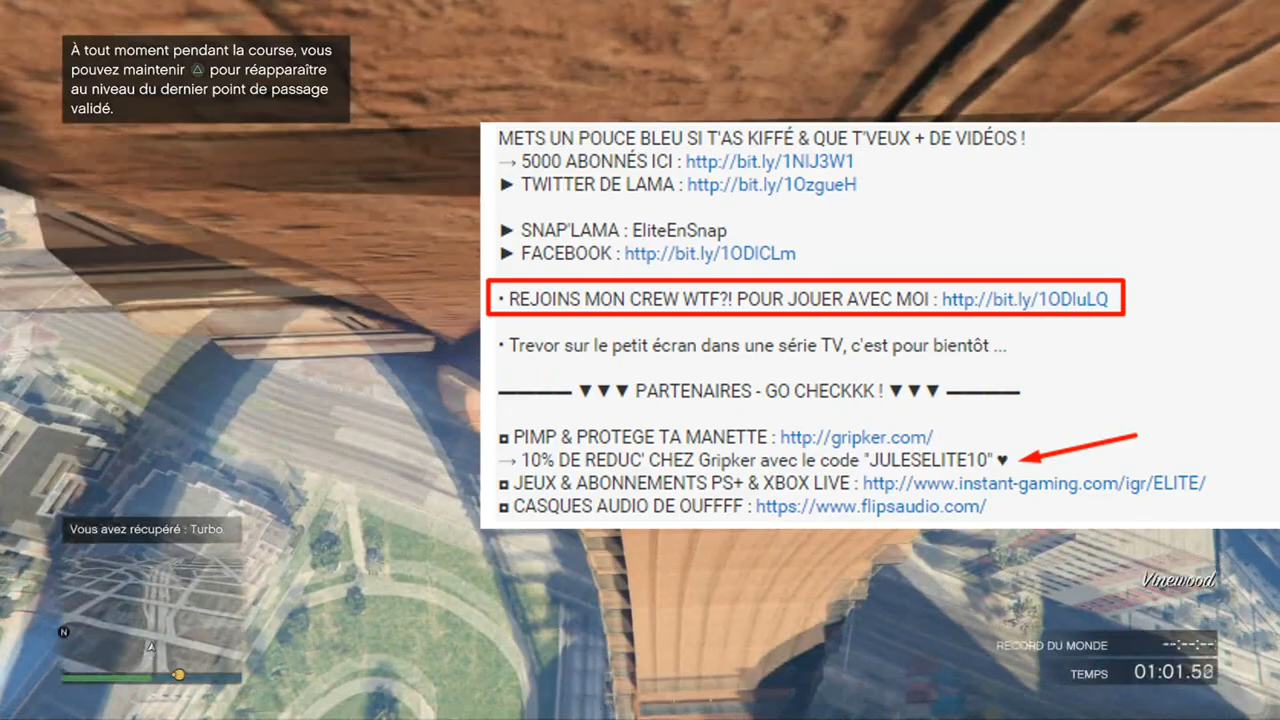 À tout moment pendant la course, vous
pouvez maintenir △ pour réapparaître
au niveau du dernier point de passage
validé.
METS UN POUCE BLEU SI T'AS KIFFÉ & QUE T'VEUX + DE VIDÉOS !
→ 5000 ABONNÉS ICI : http://bit.ly/1NIJ3W1
► TWITTER DE LAMA : http://bit.ly/1OzgueH
► SNAP'LAMA : EliteEnSnap
► FACEBOOK : http://bit.ly/1ODICLm
• REJOINS MON CREW WTF?! POUR JOUER AVEC MOI : http://bit.ly/1ODIuLQ
• Trevor sur le petit écran dans une série TV, c'est pour bientôt ...
▬▬▬▬ ▼▼▼ PARTENAIRES - GO CHECKKK ! ▼▼▼ ▬▬▬▬
◘ PIMP & PROTEGE TA MANETTE : http://gripker.com/
→ 10% DE REDUC' CHEZ Gripker avec le code "JULESELITE10" ♥
◘ JEUX & ABONNEMENTS PS+ & XBOX LIVE : http://www.instant-gaming.com/igr/ELITE/
◘ CASQUES AUDIO DE OUFFFF : https://www.flipsaudio.com/
Vous avez récupéré : Turbo
Vinewood
N
RECORD DU MONDE --:--:--
TEMPS 01:01.53